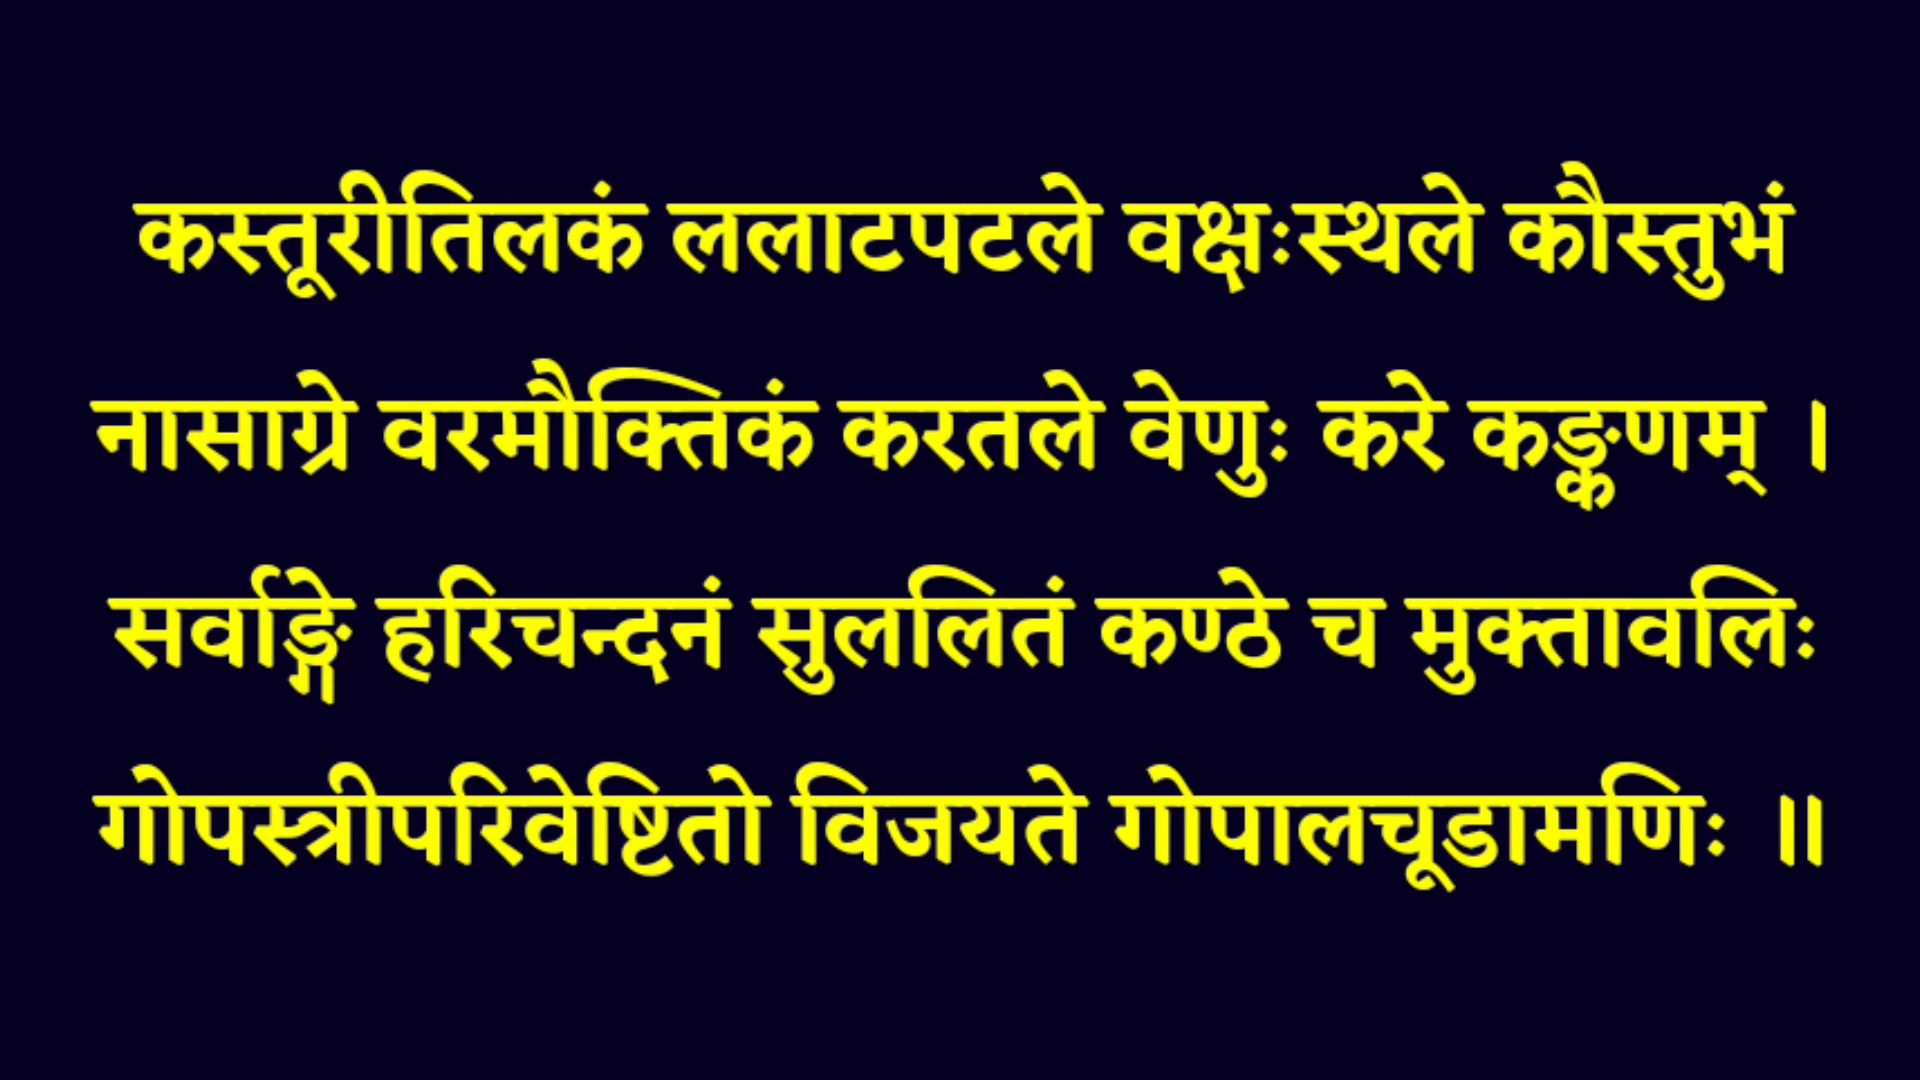 कस्तूरीतिलकं ललाटपटले वक्षःस्थले कौस्तुभं
नासाग्रे वरमौक्तिकं करतले वेणुः करे कङ्कणम् ।
सर्वाङ्गे हरिचन्दनं सुललितं कण्ठे च मुक्तावलिः
गोपस्त्रीपरिवेष्टितो विजयते गोपालचूडामणिः ॥